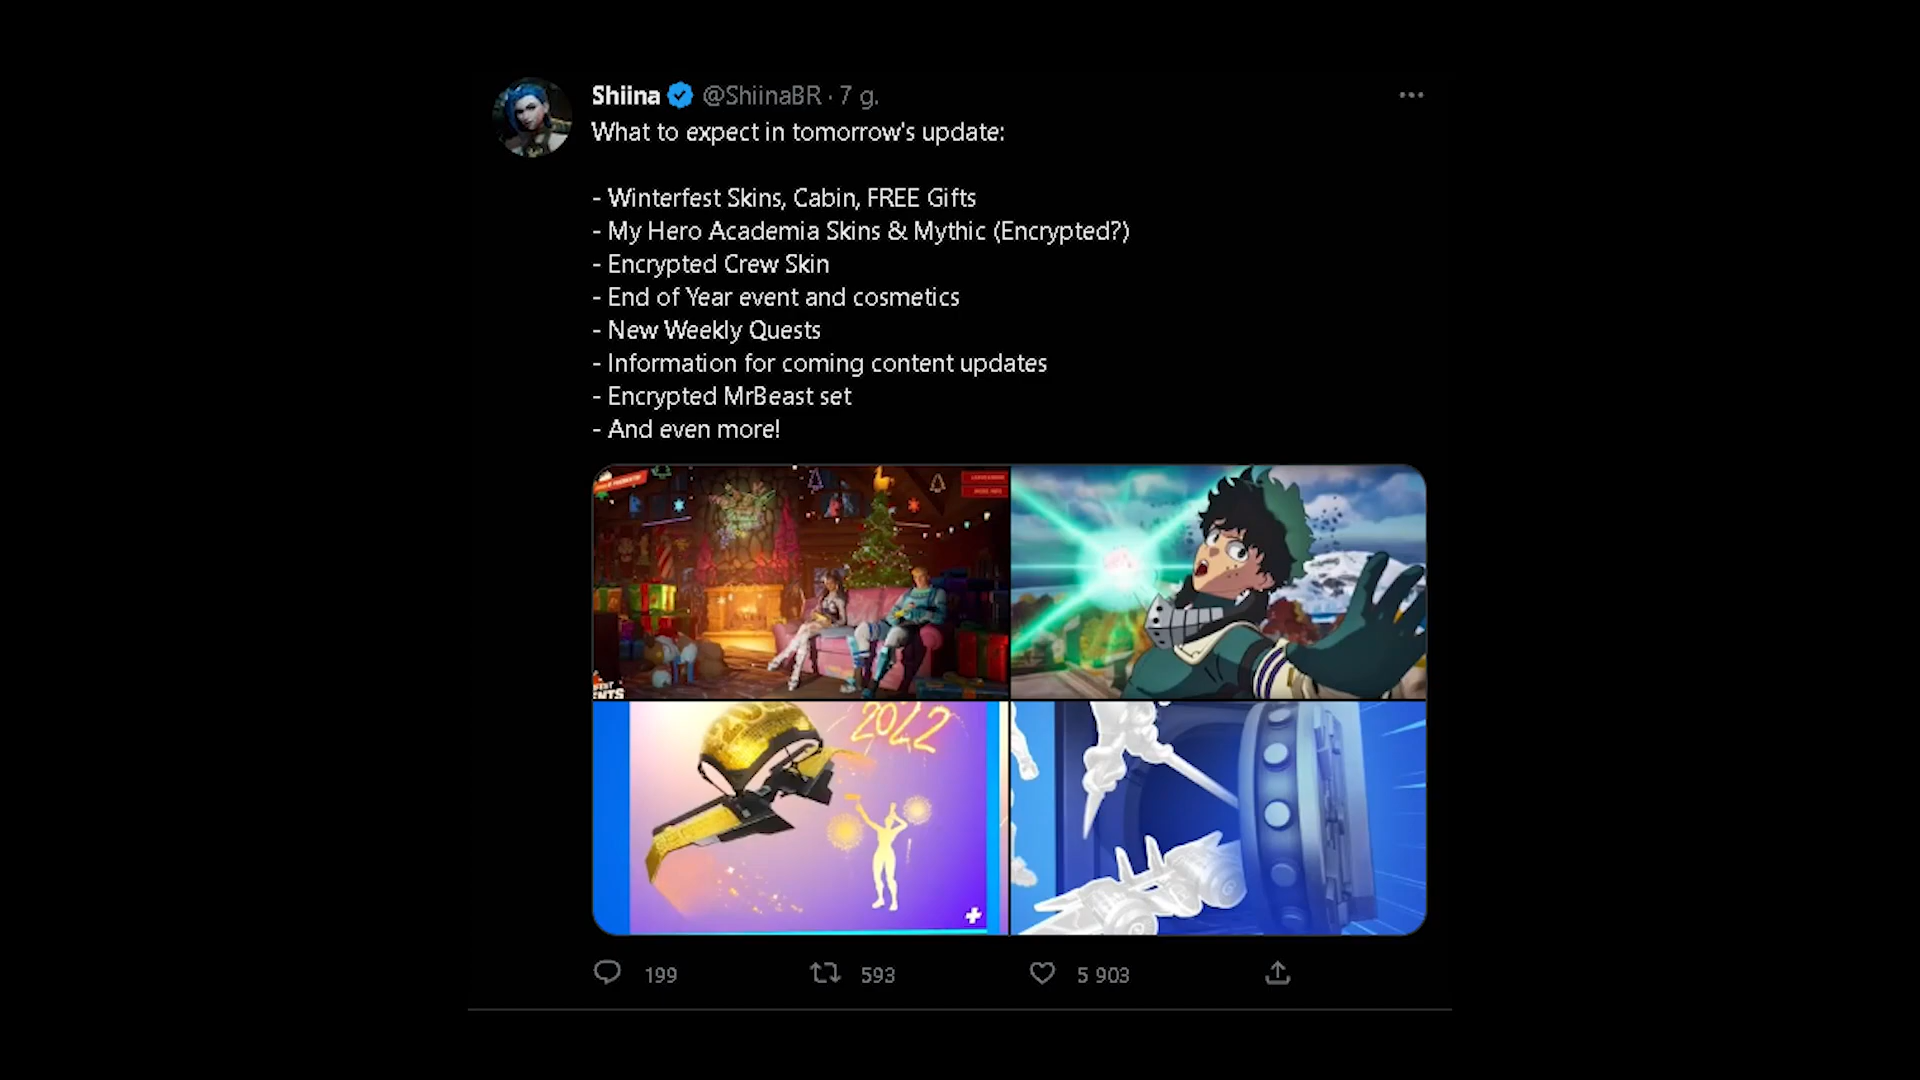 Shiina @ShiinaBR · 7 g.
What to expect in tomorrow's update:
- Winterfest Skins, Cabin, FREE Gifts
- My Hero Academia Skins & Mythic (Encrypted?)
- Encrypted Crew Skin
- End of Year event and cosmetics
- New Weekly Quests
- Information for coming content updates
- Encrypted MrBeast set
- And even more!
2022
199 593 5 903